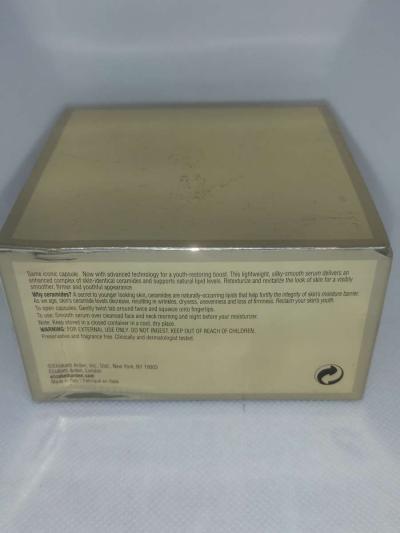 Same iconic capsule. Now with advanced technology for a youth-restoring boost. This lightweight, silky-smooth serum delivers an
enhanced complex of skin-identical ceramides and supports natural lipid levels. Retexturize and revitalize the look of skin for a visibly
smoother, firmer and youthful appearance.
Why ceramides? A secret to younger looking skin, ceramides are naturally-occurring lipids that help fortify the integrity of skin's moisture barrier.
As we age, skin's ceramide levels decrease, resulting in wrinkles, dryness, unevenness and loss of firmness. Reclaim your skin's youth.
To open capsules: Gently twist tab around twice and squeeze onto fingertips.
To use: Smooth serum over cleansed face and neck morning and night before your moisturizer.
Note: Keep stored in a closed container in a cool, dry place.
WARNING: FOR EXTERNAL USE ONLY. DO NOT INGEST. KEEP OUT OF REACH OF CHILDREN.
Preservative and fragrance free. Clinically and dermatologist tested.
©Elizabeth Arden, Inc., Dist., New York, NY 10003
Elizabeth Arden, London
elizabetharden.com
Made in Italy / Fabriqué en Italie